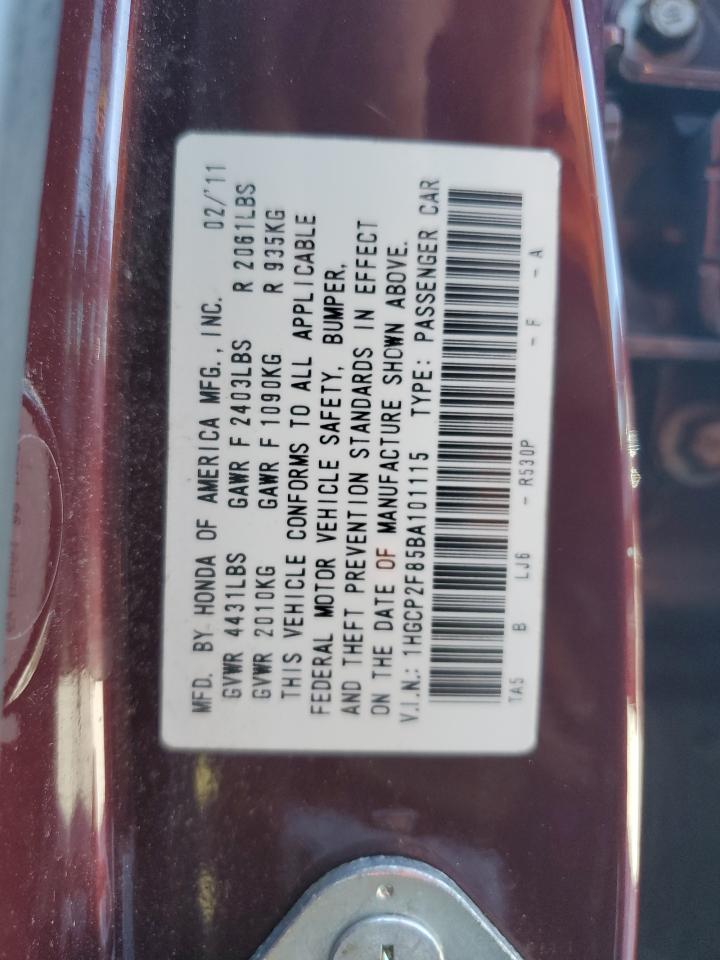 MFD. BY HONDA OF AMERICA MFG., INC. 02/'11
GVWR 4431LBS GAWR F 2403LBS R 2061LBS
GVWR 2010KG GAWR F 1090KG R 935KG
THIS VEHICLE CONFORMS TO ALL APPLICABLE
FEDERAL MOTOR VEHICLE SAFETY, BUMPER,
AND THEFT PREVENTION STANDARDS IN EFFECT
ON THE DATE OF MANUFACTURE SHOWN ABOVE.
V.I.N.: 1HGCP2F85BA101115 TYPE: PASSENGER CAR
TA5 B LJ6 - R530P - F - A